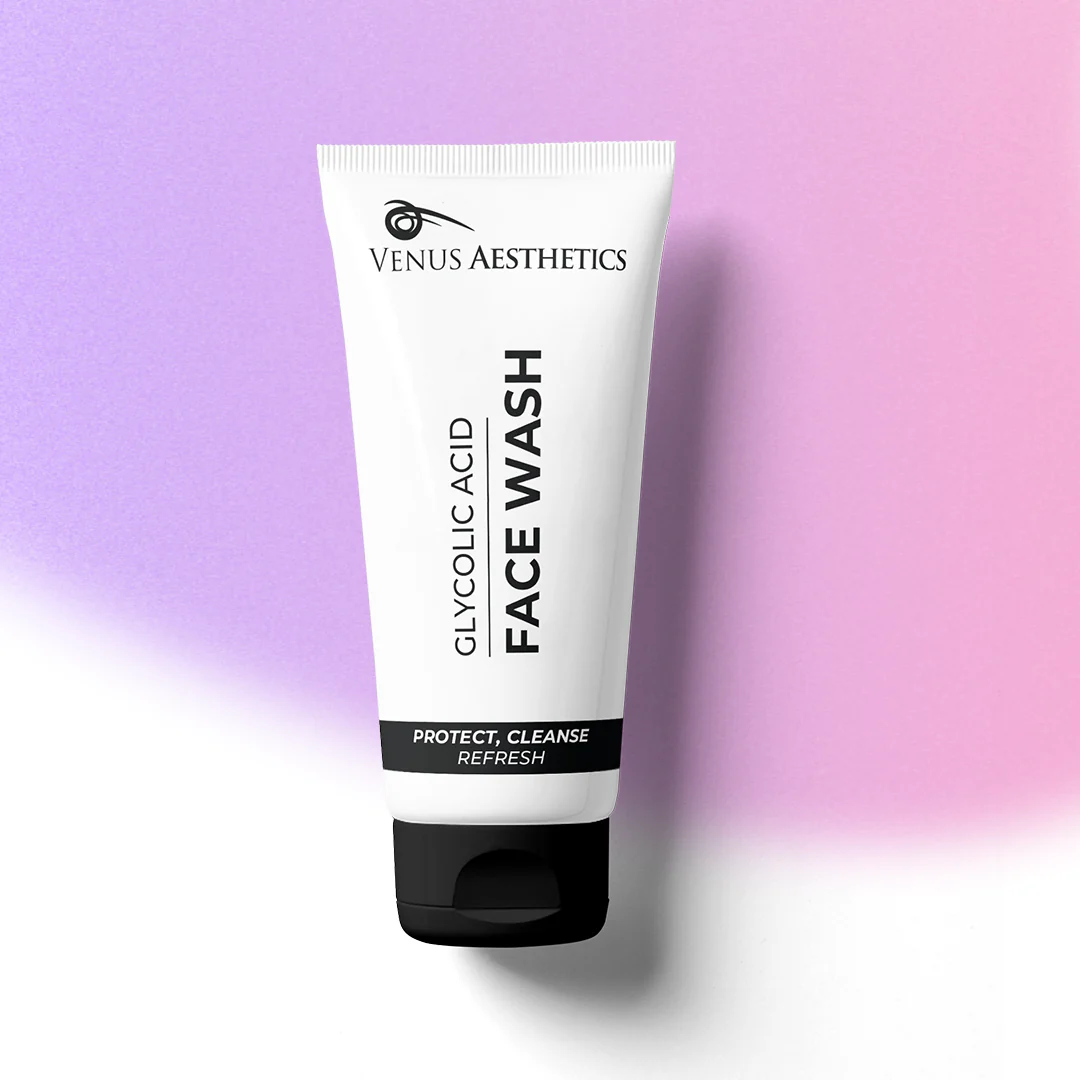 VENUS AESTHETICS
GLYCOLIC ACID
FACE WASH
PROTECT, CLEANSE
REFRESH